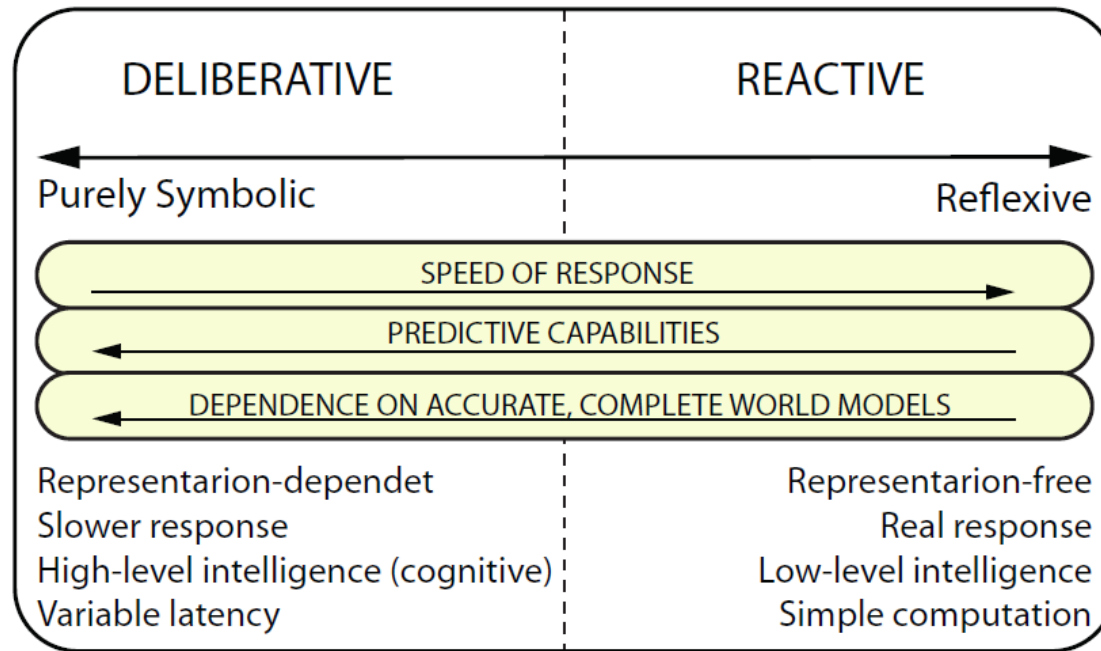 DELIBERATIVE
REACTIVE
Purely Symbolic
Reflexive
SPEED OF RESPONSE
PREDICTIVE CAPABILITIES
DEPENDENCE ON ACCURATE, COMPLETE WORLD MODELS
Representarion-dependet
Slower response
High-level intelligence (cognitive)
Variable latency
Representarion-free
Real response
Low-level intelligence
Simple computation